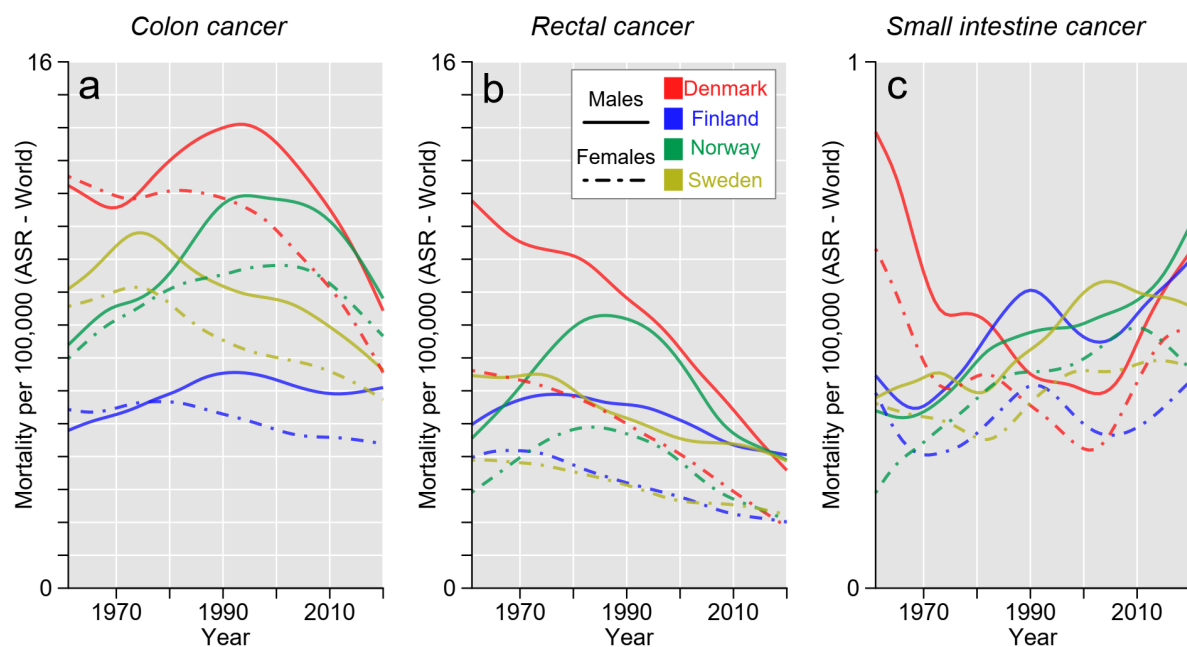 Colon cancer
Rectal cancer
Small intestine cancer
16
a
Mortality per 100,000 (ASR - World)
0
1970
1990
2010
Year
16
b
Males
Females
Denmark
Finland
Norway
Sweden
Mortality per 100,000 (ASR - World)
0
1970
1990
2010
Year
1
c
Mortality per 100,000 (ASR - World)
0
1970
1990
2010
Year